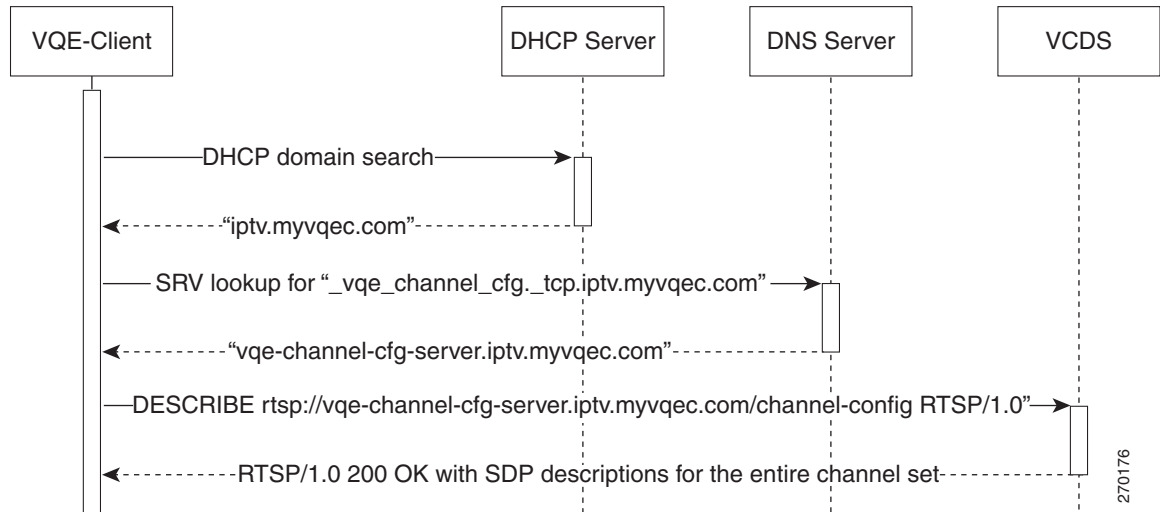 VQE-Client
DHCP Server
DNS Server
VCDS
DHCP domain search
“iptv.myvqec.com”
SRV lookup for “_vqe_channel_cfg._tcp.iptv.myvqec.com”
“vqe-channel-cfg-server.iptv.myvqec.com”
DESCRIBE rtsp://vqe-channel-cfg-server.iptv.myvqec.com/channel-config RTSP/1.0”
RTSP/1.0 200 OK with SDP descriptions for the entire channel set
270176